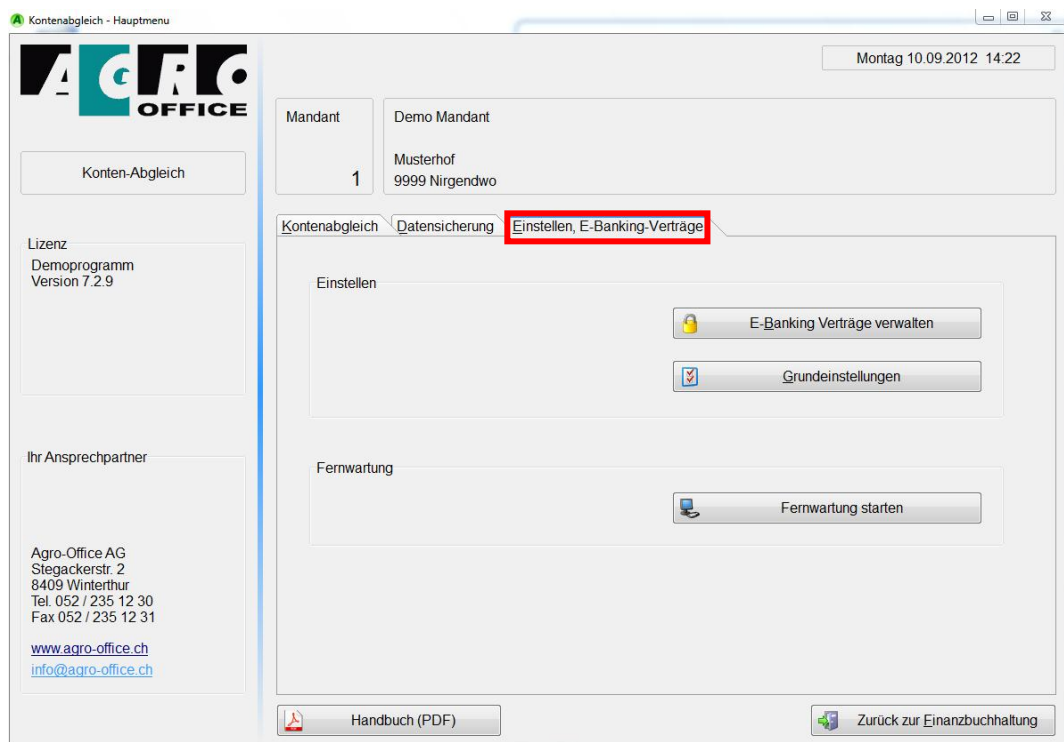 Kontenabgleich - Hauptmenu
AGRO
OFFICE
Montag 10.09.2012 14:22
Mandant
1
Demo Mandant
Musterhof
9999 Nirgendwo
Konten-Abgleich
Kontenabgleich
Datensicherung
Einstellen, E-Banking-Verträge
Lizenz
Demoprogramm
Version 7.2.9
Einstellen
E-Banking Verträge verwalten
Grundeinstellungen
Ihr Ansprechpartner
Fernwartung
Fernwartung starten
Agro-Office AG
Stegackerstr. 2
8409 Winterthur
Tel. 052 / 235 12 30
Fax 052 / 235 12 31
www.agro-office.ch
info@agro-office.ch
Handbuch (PDF)
Zurück zur Finanzbuchhaltung